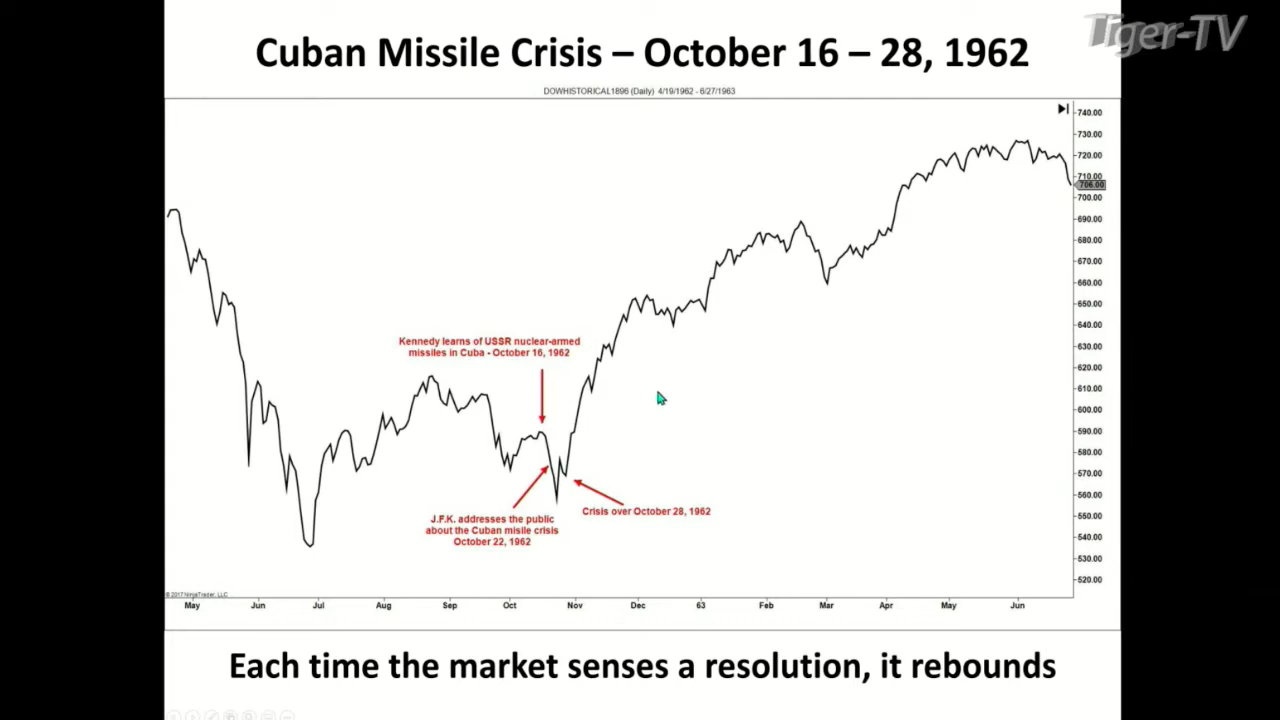 Tiger-TV
Cuban Missile Crisis – October 16 – 28, 1962
DOWHISTORICAL1896 (Daily) 4/19/1962 - 6/27/1963
740.00
730.00
720.00
710.00
706.00
700.00
690.00
680.00
670.00
660.00
650.00
640.00
630.00
620.00
610.00
600.00
590.00
580.00
570.00
560.00
550.00
540.00
530.00
520.00
Kennedy learns of USSR nuclear-armed
missiles in Cuba - October 16, 1962
J.F.K. addresses the public
about the Cuban missile crisis
October 22, 1962
Crisis over October 28, 1962
© 2017 NinjaTrader, LLC
May Jun Jul Aug Sep Oct Nov Dec 63 Feb Mar Apr May Jun
Each time the market senses a resolution, it rebounds